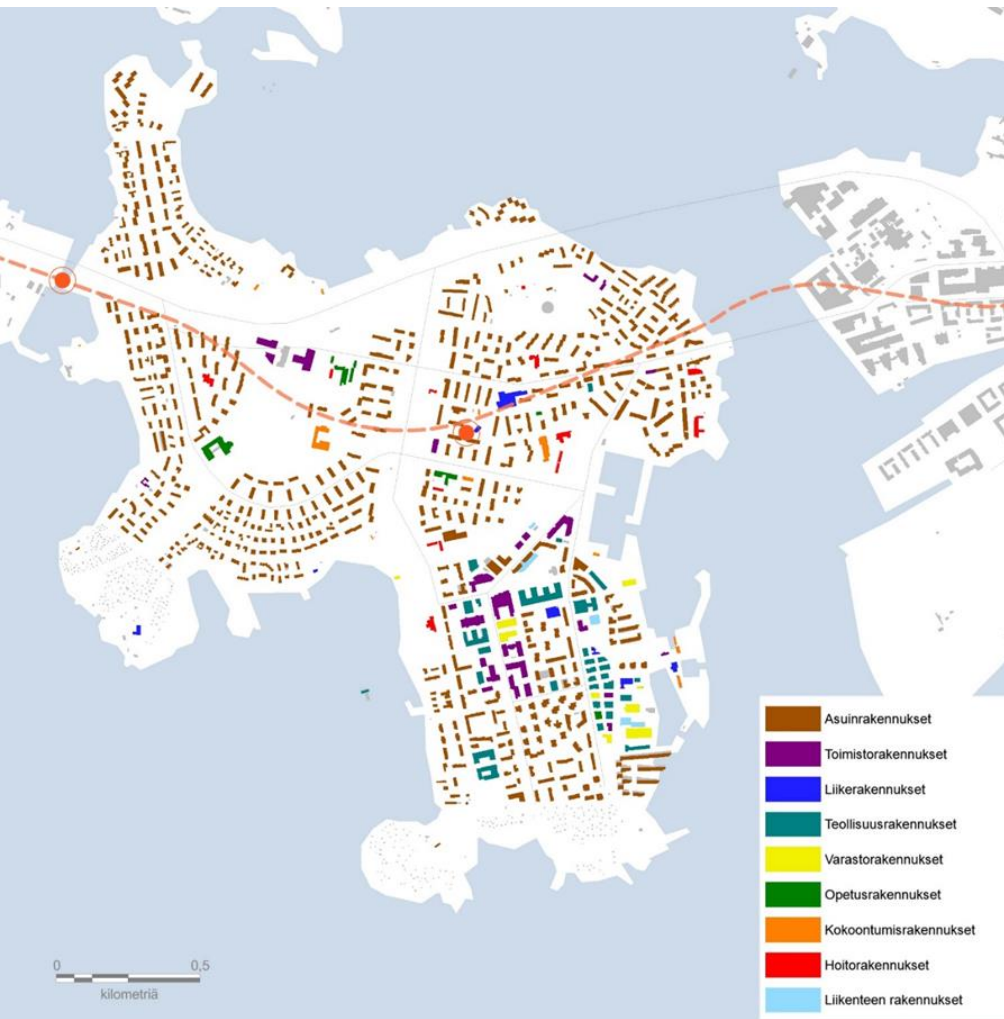 Asuinrakennukset
Toimistorakennukset
Liikerakennukset
Teollisuusrakennukset
Varastorakennukset
Opetusrakennukset
Kokoontumisrakennukset
Hoitorakennukset
Liikenteen rakennukset
0 0,5
kilometriä